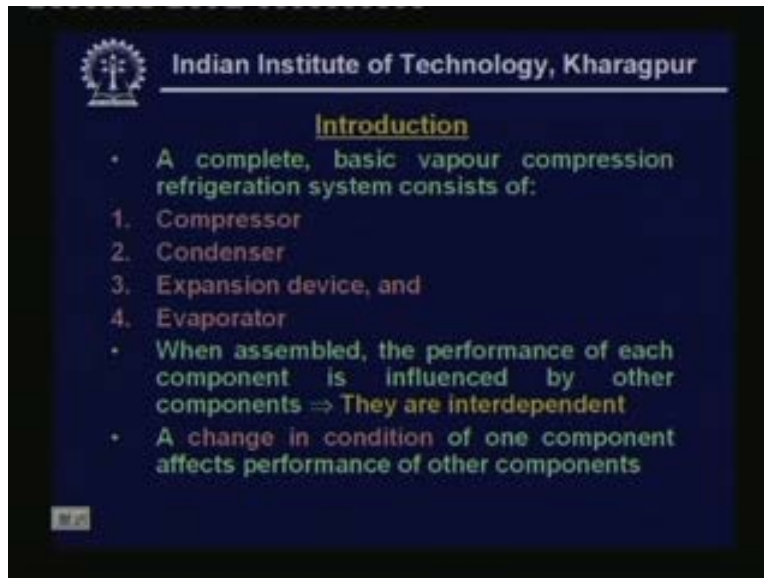 Indian Institute of Technology, Kharagpur
Introduction
• A complete, basic vapour compression
refrigeration system consists of:
1. Compressor
2. Condenser
3. Expansion device, and
4. Evaporator
• When assembled, the performance of each
component is influenced by other
components ⇒ They are interdependent
• A change in condition of one component
affects performance of other components